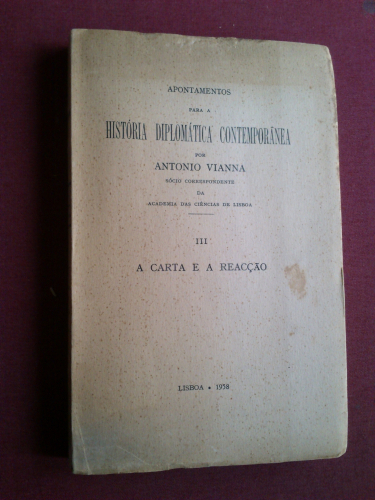 APONTAMENTOS
PARA A
HISTÓRIA DIPLOMÁTICA CONTEMPORÂNEA
POR
ANTONIO VIANNA
SÓCIO CORRESPONDENTE
DA
ACADEMIA DAS CIÊNCIAS DE LISBOA
III
A CARTA E A REACÇÃO
LISBOA • 1958